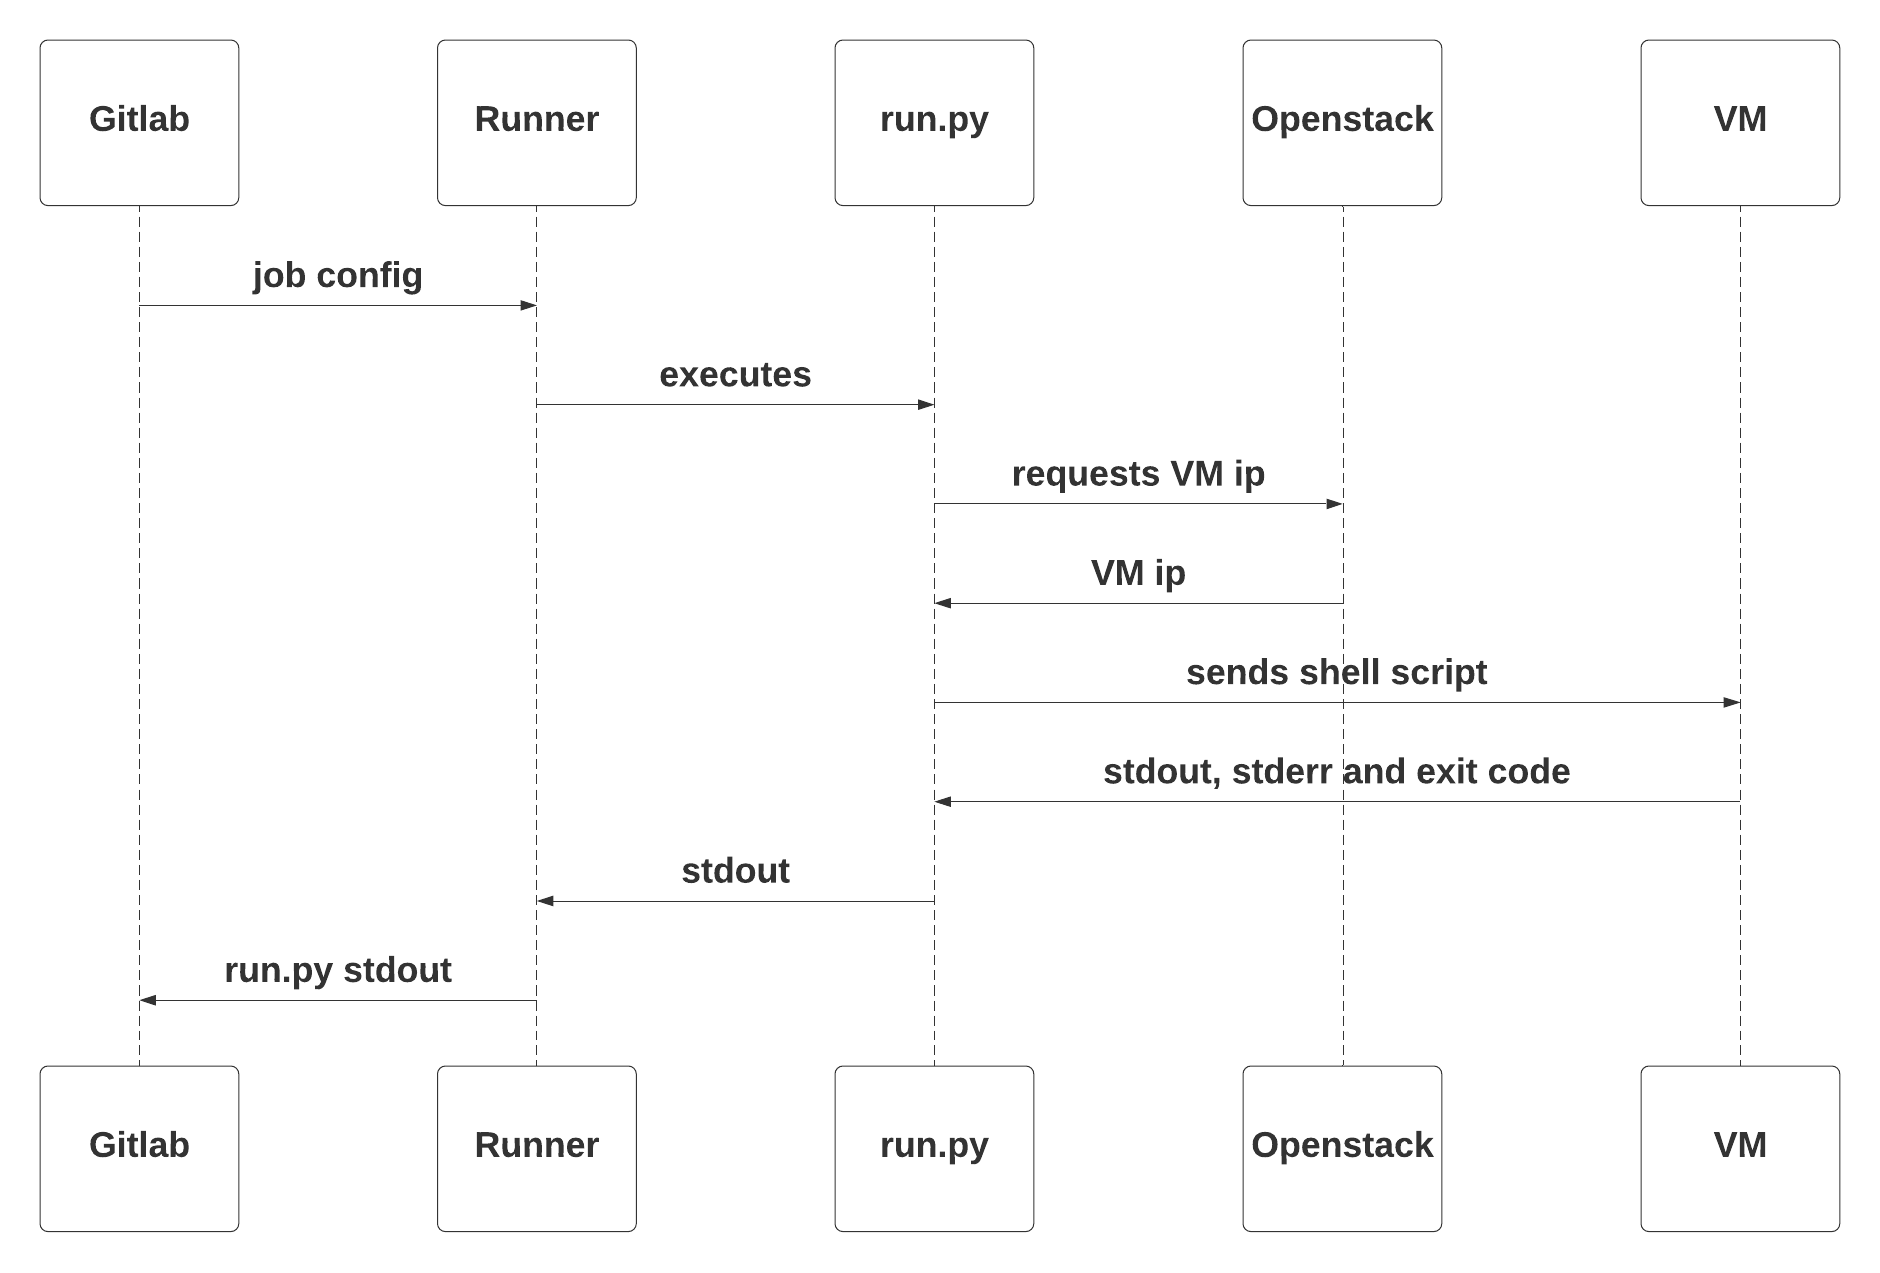 Gitlab
Runner
run.py
Openstack
VM
job config
executes
requests VM ip
VM ip
sends shell script
stdout, stderr and exit code
stdout
run.py stdout
Gitlab
Runner
run.py
Openstack
VM